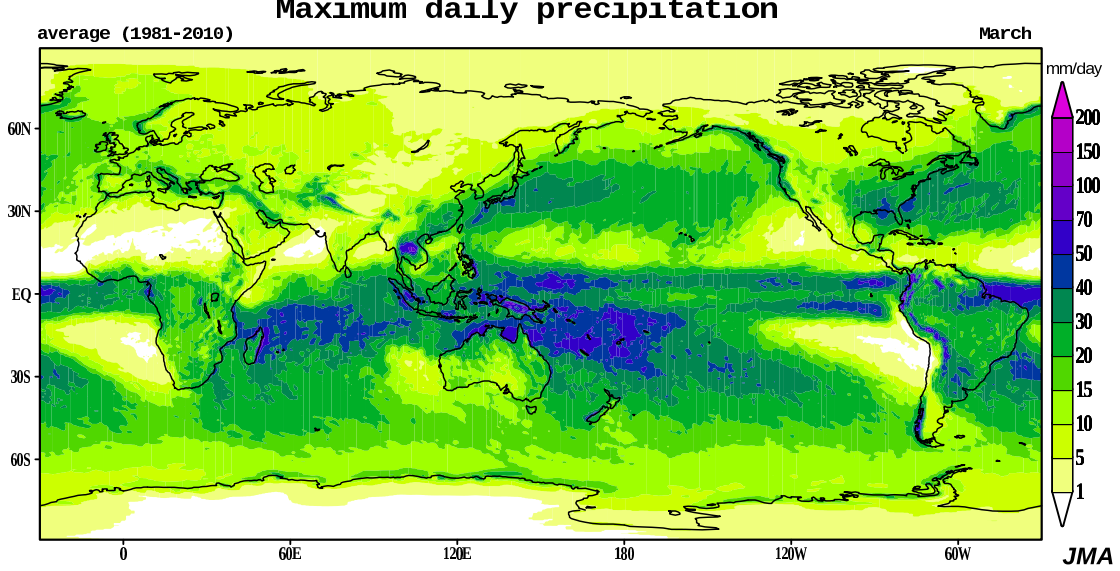 Maximum daily precipitation
average (1981-2010)
March
mm/day
200
150
100
70
50
40
30
20
15
10
5
1
60N
30N
EQ
30S
60S
0
60E
120E
180
120W
60W
JMA